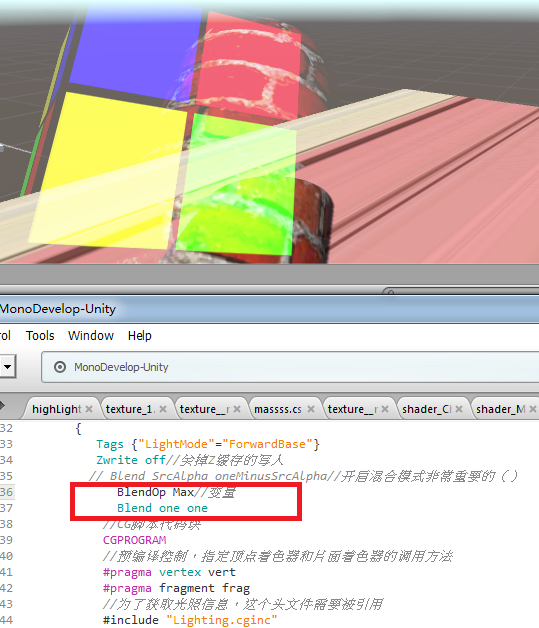 MonoDevelop-Unity
rol Tools Window Help
MonoDevelop-Unity
highLight texture_1. texture__r massss.cs texture__r shader_Cl shader_M
32 {
33 Tags {"LightMode"="ForwardBase"}
34 Zwrite off//关掉Z缓存的写人
35 // Blend SrcAlpha oneMinusSrcAlpha//开启混合模式非常重要的()
36 BlendOp Max//变量
37 Blend one one
38 //CG脚本代码块
39 CGPROGRAM
40 //预编译控制，指定顶点着色器和片面着色器的调用方法
41 #pragma vertex vert
42 #pragma fragment frag
43 //为了获取光照信息，这个头文件需要被引用
44 #include "Lighting.cginc"